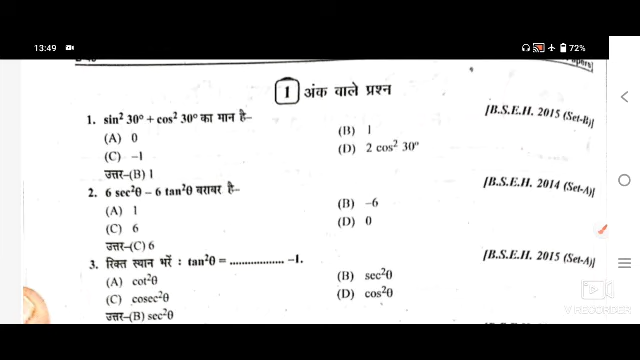 13:49
72%
1 अंक वाले प्रश्न
1. sin² 30° + cos² 30° का मान है– [B.S.E.H. 2015 (Set-B)]
(A) 0 (B) 1
(C) –1 (D) 2 cos² 30°
उत्तर–(B) 1
2. 6 sec²θ – 6 tan²θ बराबर है– [B.S.E.H. 2014 (Set-A)]
(A) 1 (B) –6
(C) 6 (D) 0
उत्तर–(C) 6
3. रिक्त स्थान भरें : tan²θ = .................. –1. [B.S.E.H. 2015 (Set-A)]
(A) cot²θ (B) sec²θ
(C) cosec²θ (D) cos²θ
उत्तर–(B) sec²θ
V RECORDER